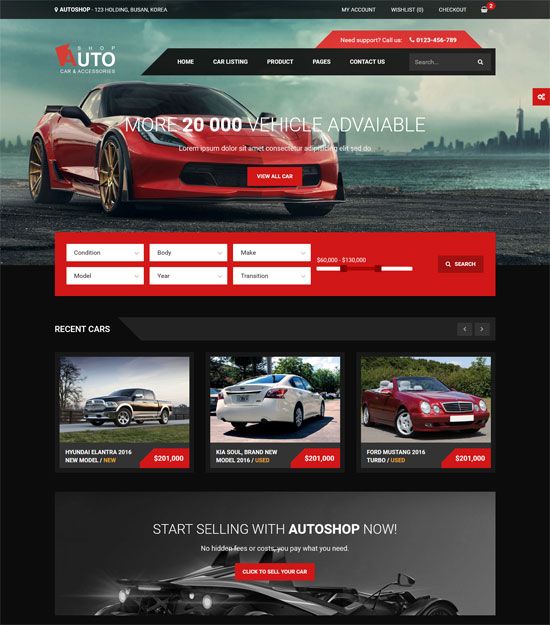 AUTOSHOP - 123 HOLDING, BUSAN, KOREA
MY ACCOUNT
WISHLIST (0)
CHECKOUT
2
SHOP
AUTO
CAR & ACCESSORIES
Need support? Call us:
0123-456-789
HOME
CAR LISTING
PRODUCT
PAGES
CONTACT US
Search...
MORE 20 000 VEHICLE ADVAIABLE
Lorem ipsum dolor sit amet consectetur adipisicing elit sed do
VIEW ALL CAR
Condition
Body
Make
$60,000 - $130,000
SEARCH
Model
Year
Transition
RECENT CARS
HYUNDAI ELANTRA 2016
NEW MODEL / NEW
$201,000
KIA SOUL, BRAND NEW
MODEL 2016 / USED
$201,000
FORD MUSTANG 2016
TURBO / USED
$201,000
START SELLING WITH AUTOSHOP NOW!
No hidden fees or costs, you pay what you need.
CLICK TO SELL YOUR CAR